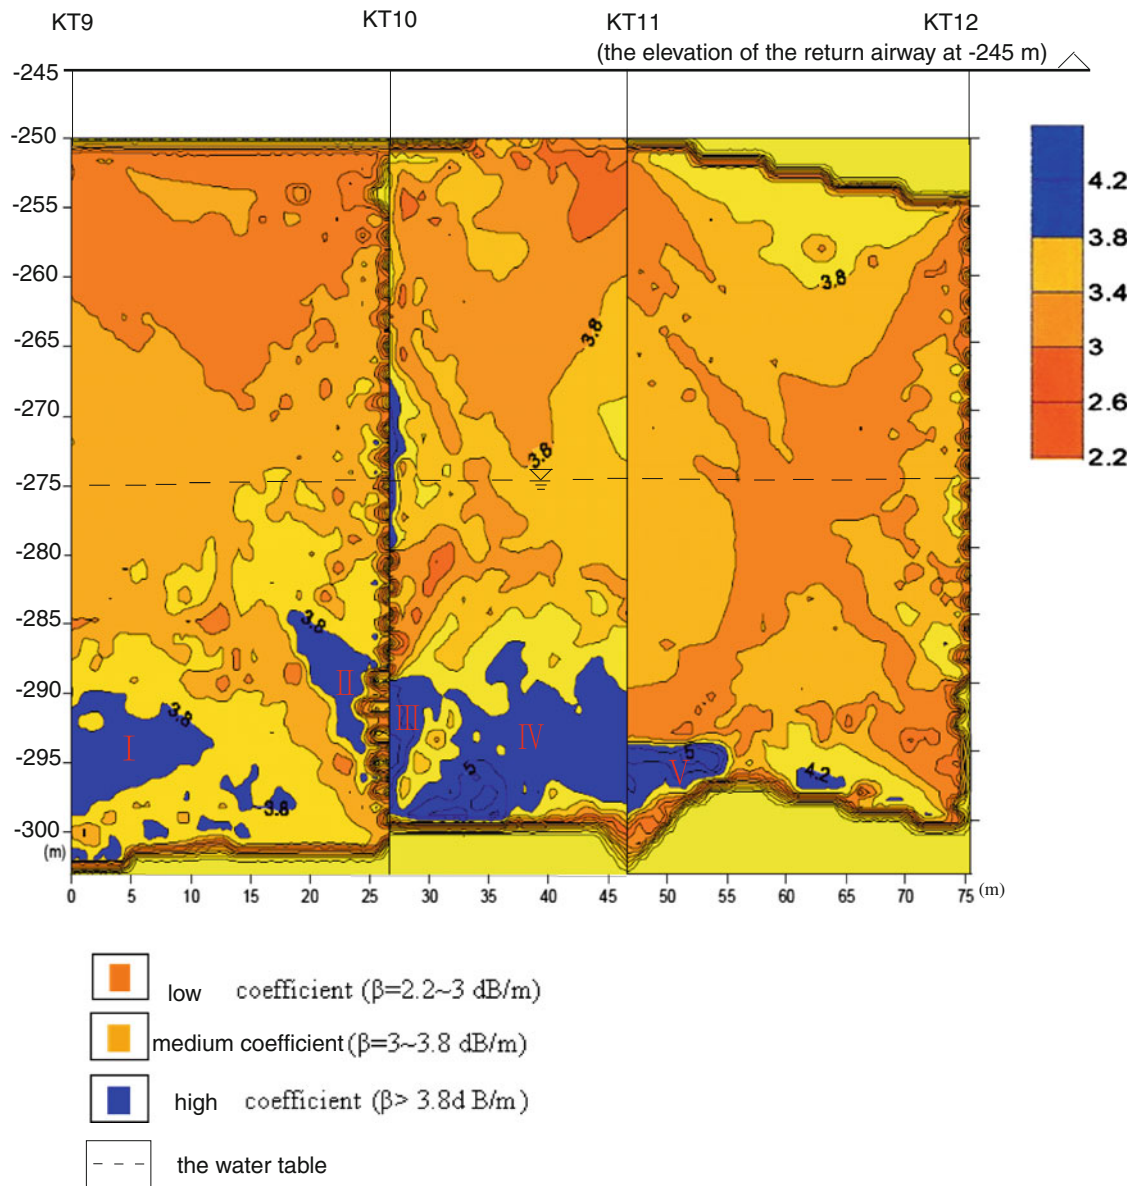 KT9 KT10 KT11 KT12
(the elevation of the return airway at -245 m)
-245
-250
-255
-260
-265
-270
-275
-280
-285
-290
-295
-300
(m)
3.8
3.8
3.8
3.8
3.8
3.8
5
5
4.2
I
II
III
IV
V
0 5 10 15 20 25 30 35 40 45 50 55 60 65 70 75 (m)
4.2
3.8
3.4
3
2.6
2.2
low coefficient (β=2.2~3 dB/m)
medium coefficient (β=3~3.8 dB/m)
high coefficient (β> 3.8d B/m)
the water table